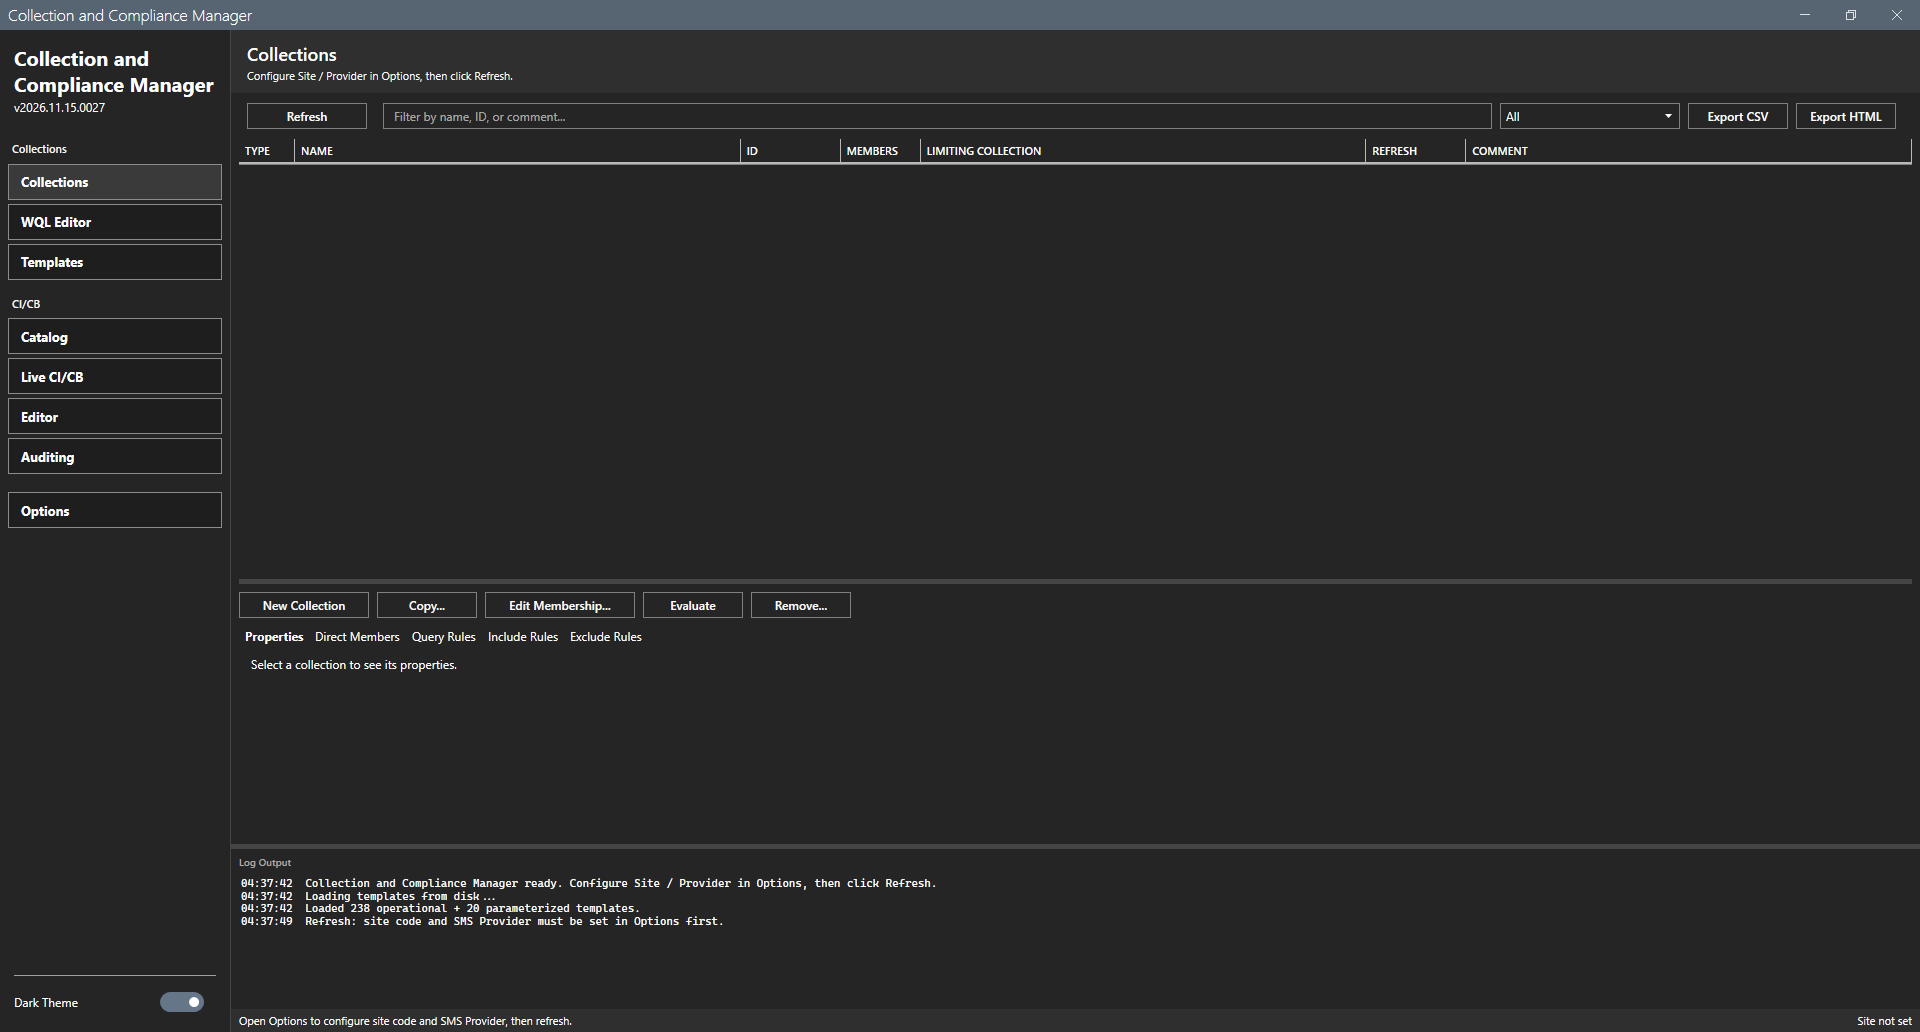 Collection and Compliance Manager
Collection and
Compliance Manager
v2026.11.15.0027
Collections
Collections
WQL Editor
Templates
CI/CB
Catalog
Live CI/CB
Editor
Auditing
Options
Dark Theme
Collections
Configure Site / Provider in Options, then click Refresh.
Refresh
Filter by name, ID, or comment...
All
Export CSV
Export HTML
TYPE NAME ID MEMBERS LIMITING COLLECTION REFRESH COMMENT
New Collection
Copy...
Edit Membership...
Evaluate
Remove...
Properties Direct Members Query Rules Include Rules Exclude Rules
Select a collection to see its properties.
Log Output
04:37:42 Collection and Compliance Manager ready. Configure Site / Provider in Options, then click Refresh.
04:37:42 Loading templates from disk...
04:37:42 Loaded 238 operational + 20 parameterized templates.
04:37:49 Refresh: site code and SMS Provider must be set in Options first.
Open Options to configure site code and SMS Provider, then refresh.
Site not set